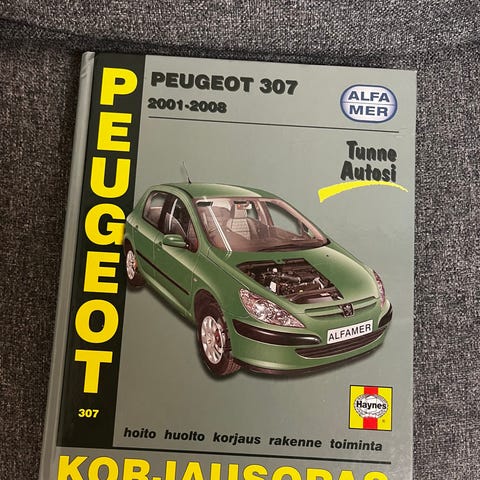 PEUGEOT
PEUGEOT 307
2001-2008
ALFA
MER
Tunne
Autosi
ALFAMER
Haynes
307
hoito huolto korjaus rakenne toiminta
KORJAUSOPAS